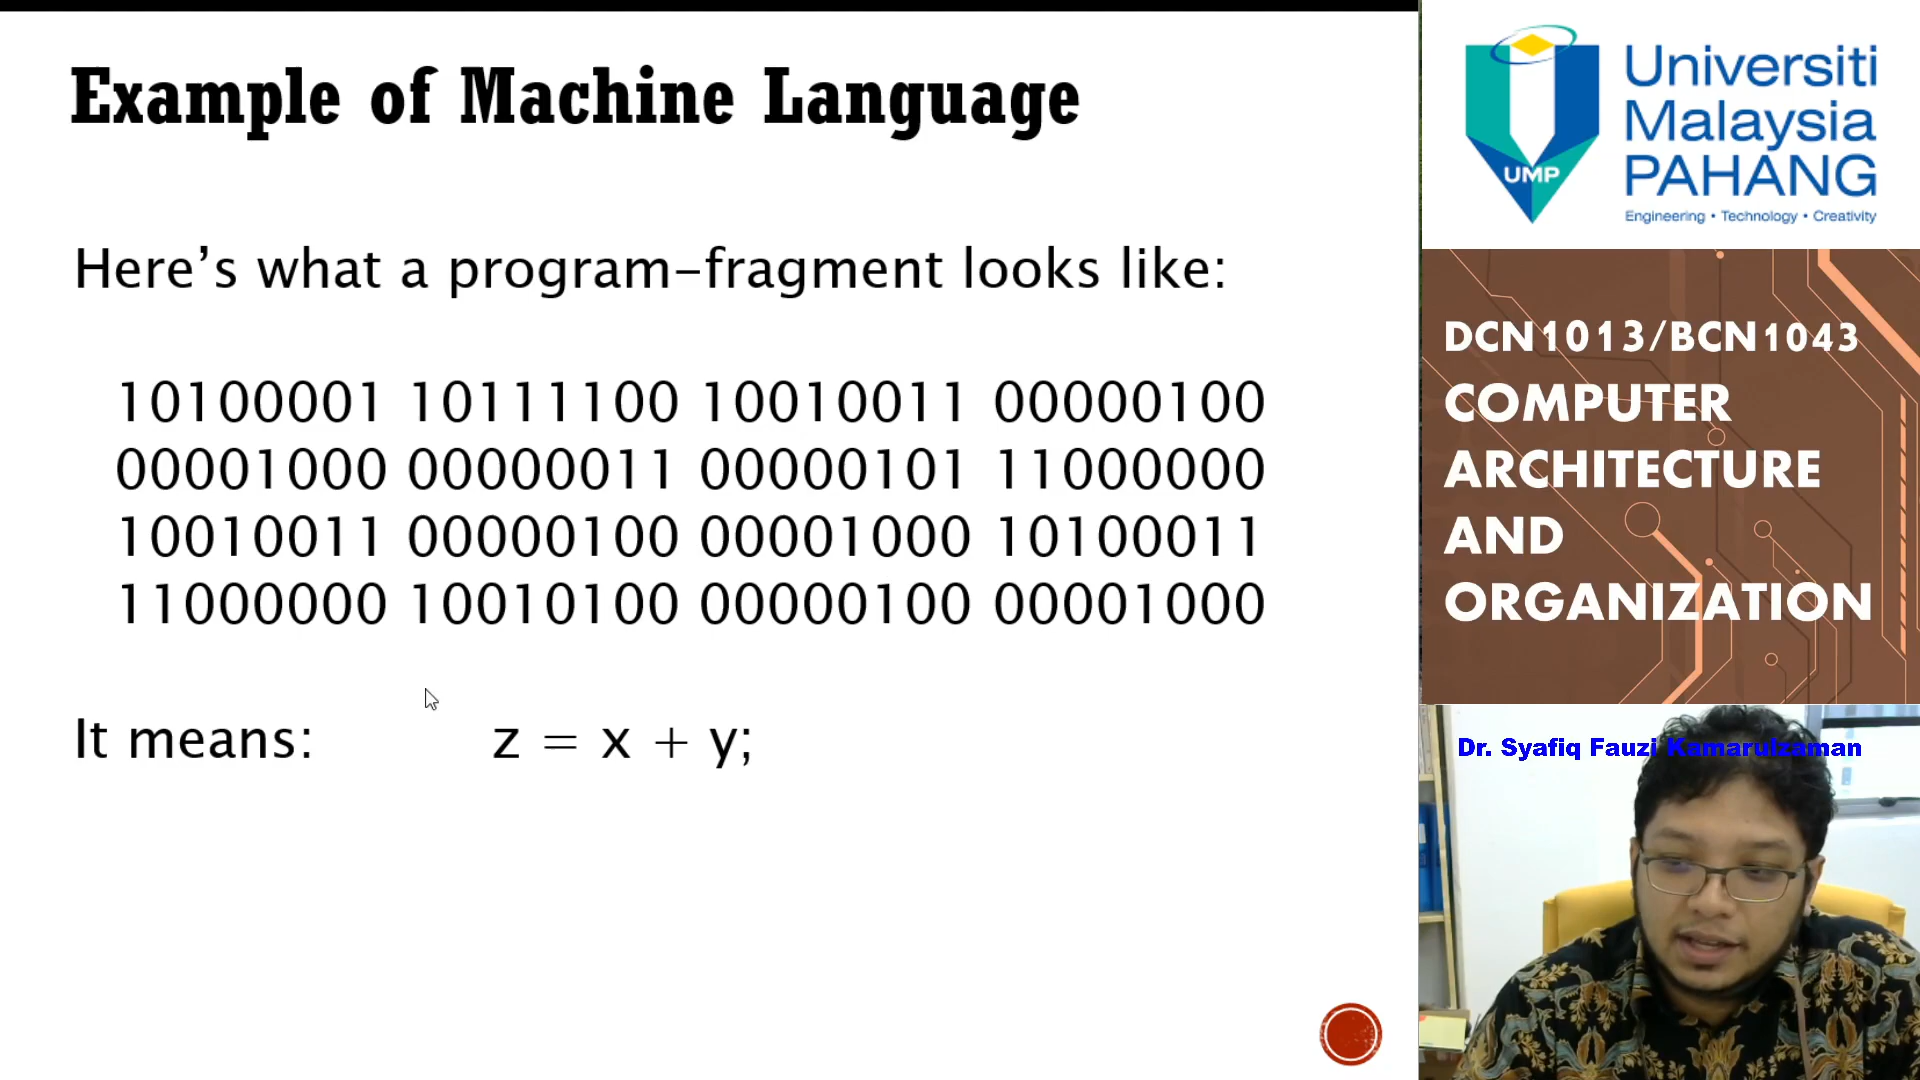 Example of Machine Language
Here's what a program-fragment looks like:
10100001 10111100 10010011 00000100
00001000 00000011 00000101 11000000
10010011 00000100 00001000 10100011
11000000 10010100 00000100 00001000
It means: z = x + y;
Universiti
Malaysia
PAHANG
Engineering • Technology • Creativity
UMP
DCN1013/BCN1043
COMPUTER
ARCHITECTURE
AND
ORGANIZATION
Dr. Syafiq Fauzi Kamarulzaman